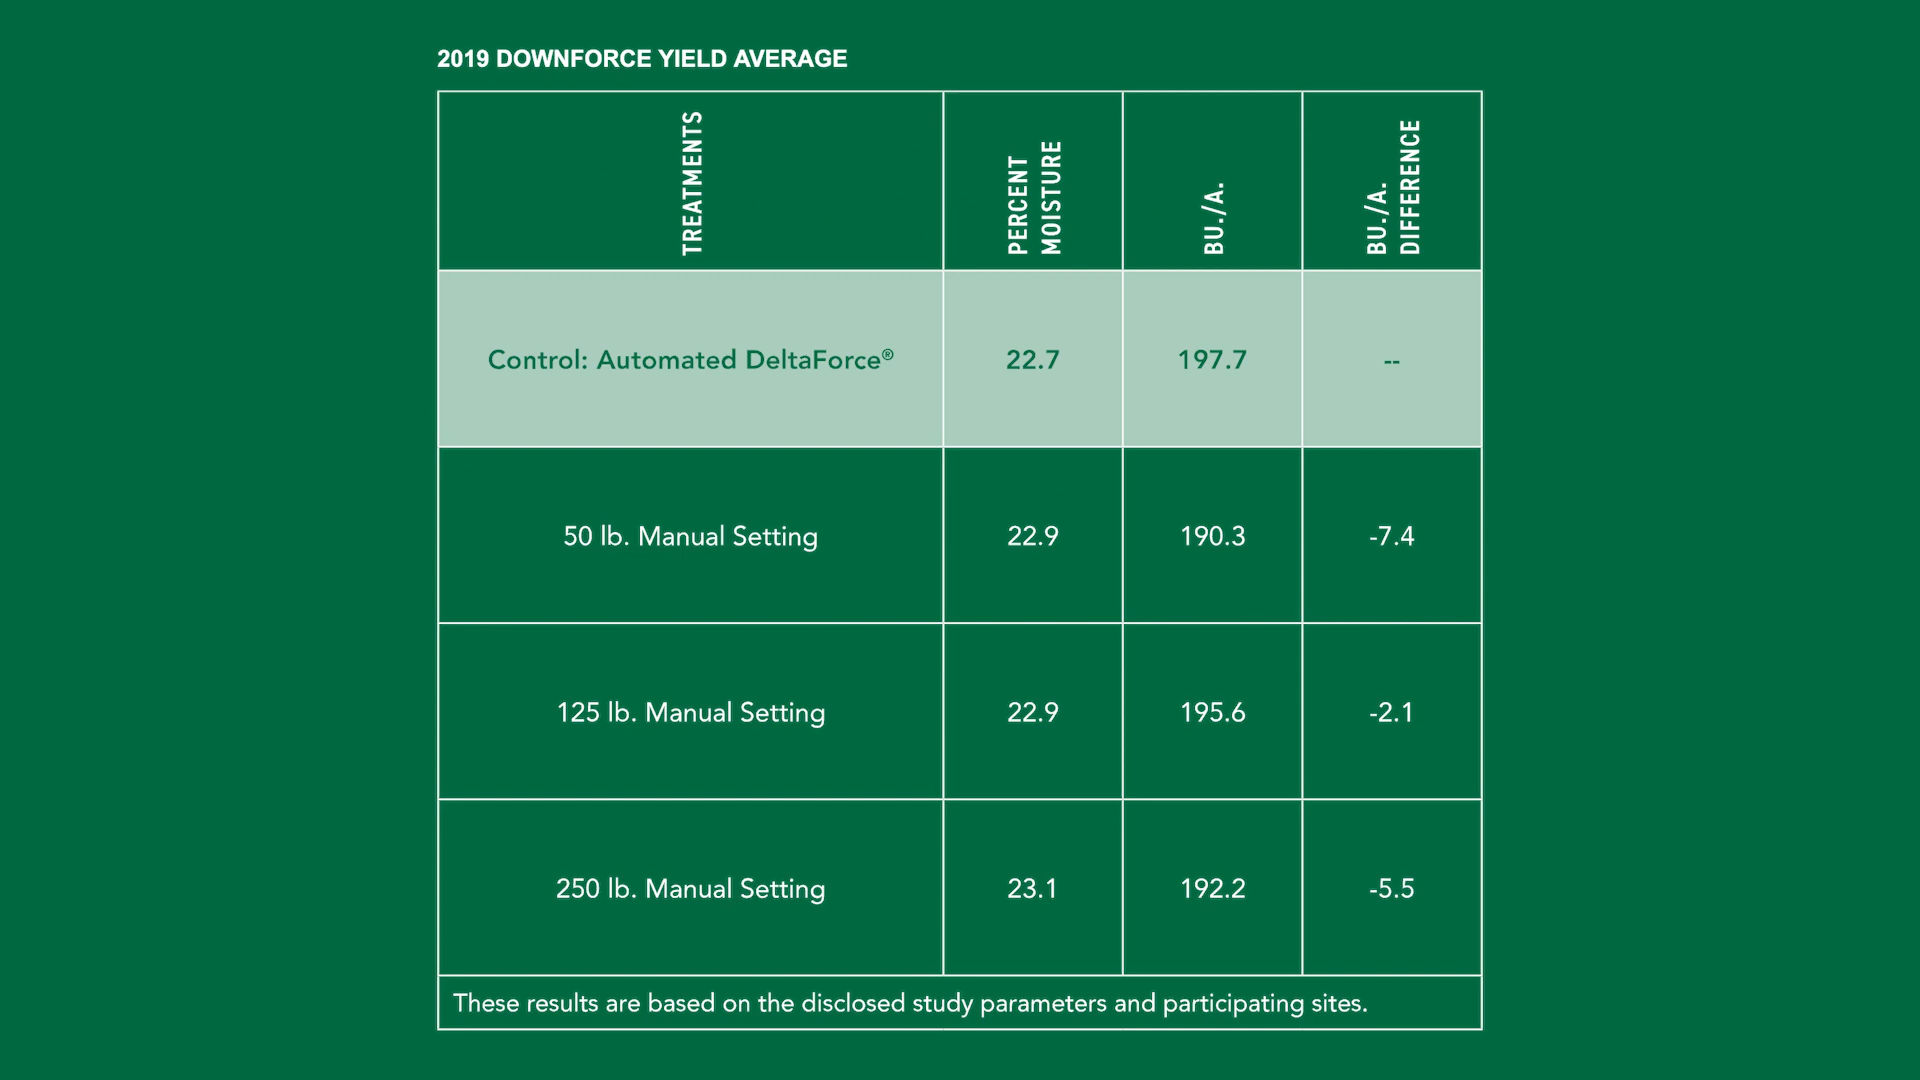 2019 DOWNFORCE YIELD AVERAGE
TREATMENTS
PERCENT
MOISTURE
BU./A.
BU./A.
DIFFERENCE
Control: Automated DeltaForce® 22.7 197.7 --
50 lb. Manual Setting 22.9 190.3 -7.4
125 lb. Manual Setting 22.9 195.6 -2.1
250 lb. Manual Setting 23.1 192.2 -5.5
These results are based on the disclosed study parameters and participating sites.